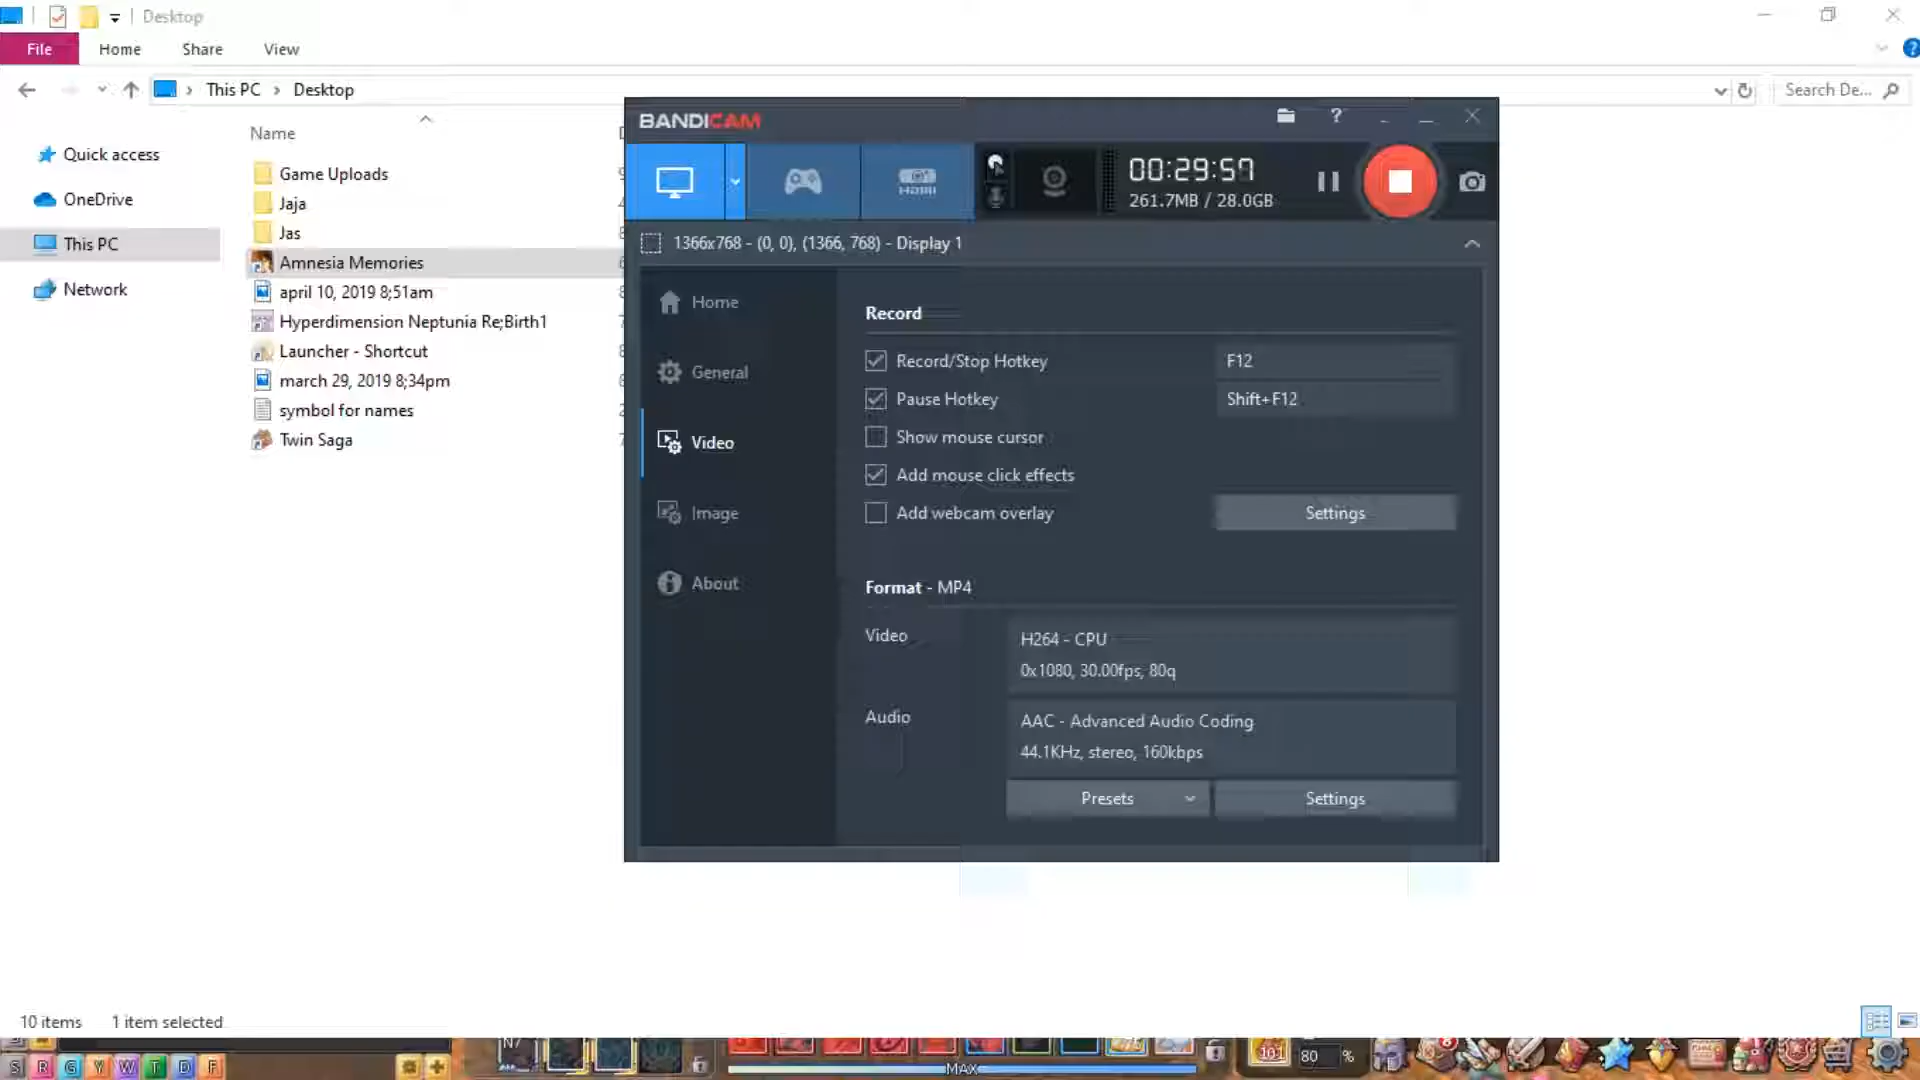 Desktop
File Home Share View
This PC Desktop
Search De...
Name
Quick access
OneDrive
This PC
Network
Game Uploads
Jaja
Jas
Amnesia Memories
april 10, 2019 8;51am
Hyperdimension Neptunia Re;Birth1
Launcher - Shortcut
march 29, 2019 8;34pm
symbol for names
Twin Saga
BANDICAM
HDMI
00:29:57
261.7MB / 28.0GB
1366x768 - (0, 0), (1366, 768) - Display 1
Home
General
Video
Image
About
Record
Record/Stop Hotkey F12
Pause Hotkey Shift+F12
Show mouse cursor
Add mouse click effects
Add webcam overlay Settings
Format - MP4
Video
H264 - CPU
0x1080, 30.00fps, 80q
Audio
AAC - Advanced Audio Coding
44.1KHz, stereo, 160kbps
Presets Settings
10 items 1 item selected
S R G Y W T D F
MAX
101
80 %